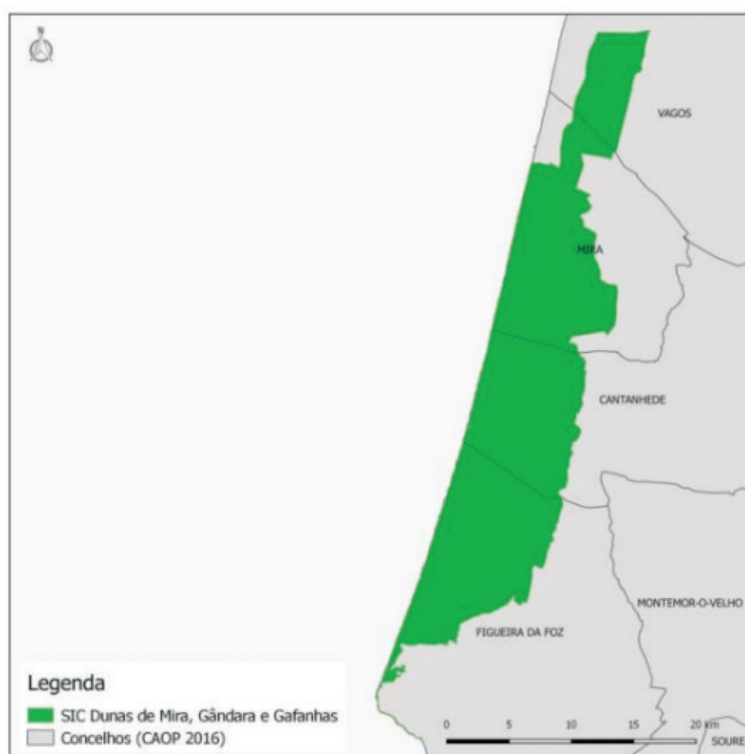 N
VAGOS
MIRA
CANTANHEDE
MONTEMOR-O-VELHO
FIGUEIRA DA FOZ
Legenda
SIC Dunas de Mira, Gândara e Gafanhas
Concelhos (CAOP 2016)
0 5 10 15 20 km
SOURE